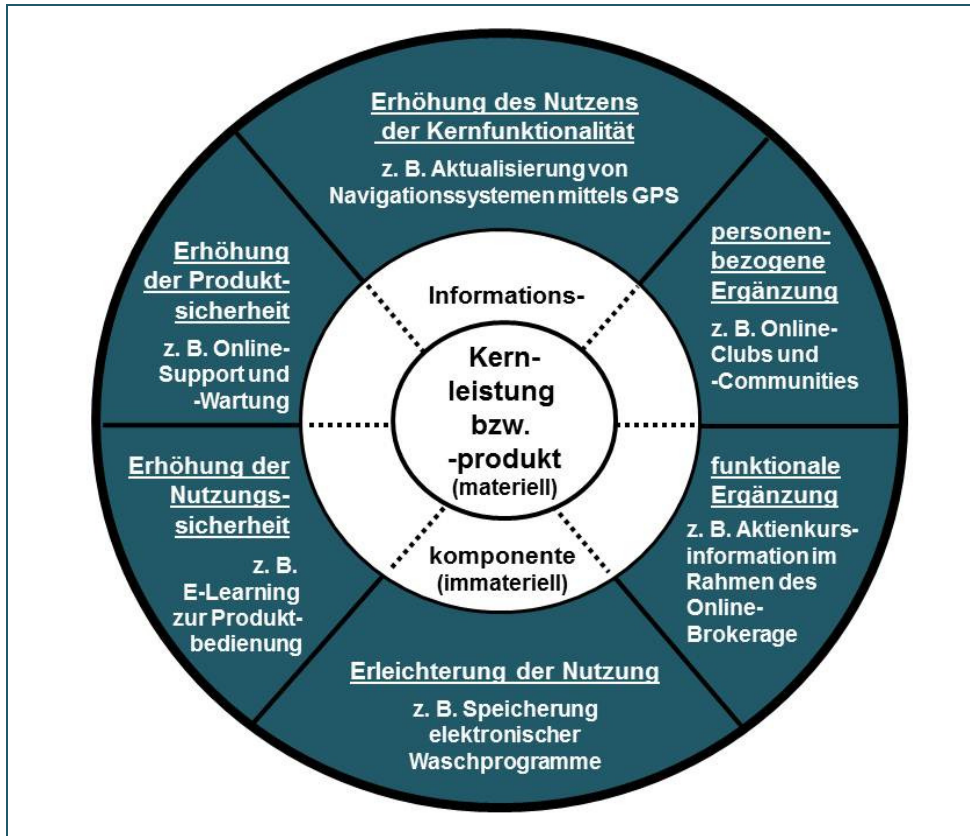 Erhöhung des Nutzens
der Kernfunktionalität
z. B. Aktualisierung von
Navigationssystemen mittels GPS
personen-
bezogene
Ergänzung
z. B. Online-
Clubs und
-Communities
funktionale
Ergänzung
z. B. Aktienkurs-
information im
Rahmen des
Online-
Brokerage
Erleichterung der Nutzung
z. B. Speicherung
elektronischer
Waschprogramme
Erhöhung der
Nutzungs-
sicherheit
z. B.
E-Learning
zur Produkt-
bedienung
Erhöhung
der Produkt-
sicherheit
z. B. Online-
Support und
-Wartung
Informations-
Kern-
leistung
bzw.
-produkt
(materiell)
komponente
(immateriell)